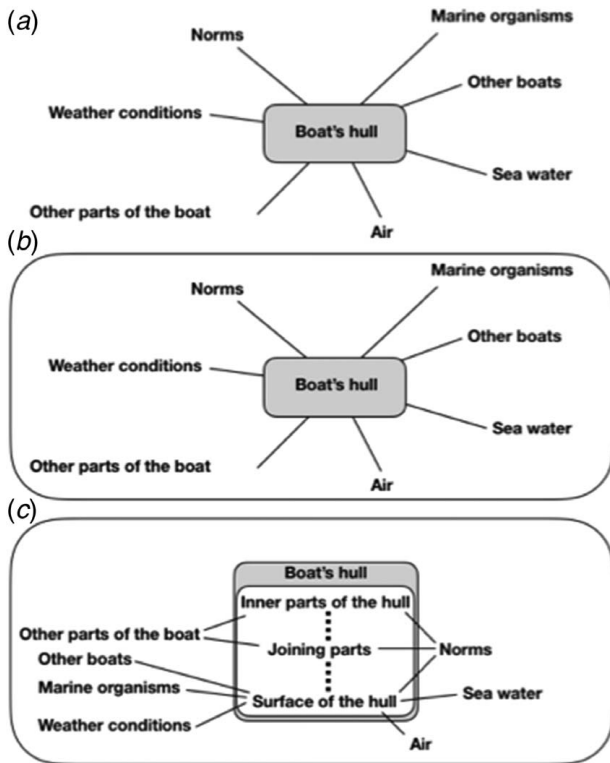 (a)
Norms
Marine organisms
Other boats
Weather conditions
Boat's hull
Sea water
Other parts of the boat
Air
(b)
Norms
Marine organisms
Other boats
Weather conditions
Boat's hull
Sea water
Other parts of the boat
Air
(c)
Boat's hull
Inner parts of the hull
Other parts of the boat
Joining parts
Norms
Other boats
Marine organisms
Surface of the hull
Sea water
Weather conditions
Air